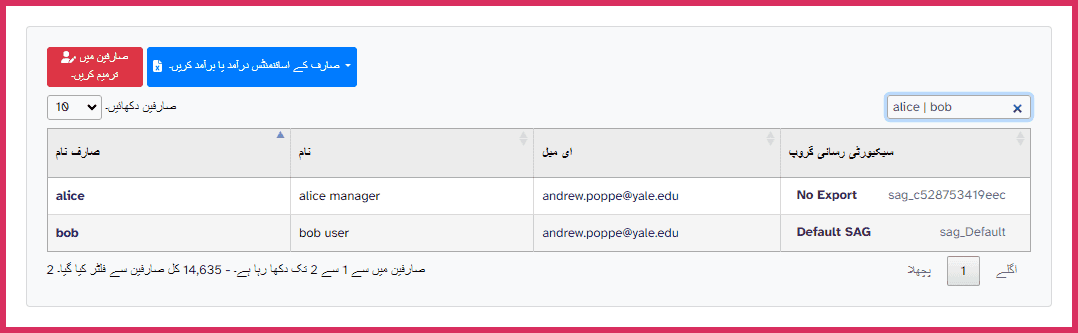 صارفین میں
ترمیم کریں۔
صارف کے اسائنمنٹس درآمد یا برآمد کریں۔
10 صارفین دکھائیں۔
alice | bob
صارف نام
نام
ای میل
سیکیورٹی رسائی گروپ
alice alice manager andrew.poppe@yale.edu No Export sag_c528753419eec
bob bob user andrew.poppe@yale.edu Default SAG sag_Default
صارفین میں سے 1 سے 2 تک دکھا رہا ہے۔ - 14,635 کل صارفین سے فلٹر کیا گیا۔ 2
پچھلا 1 اگلے